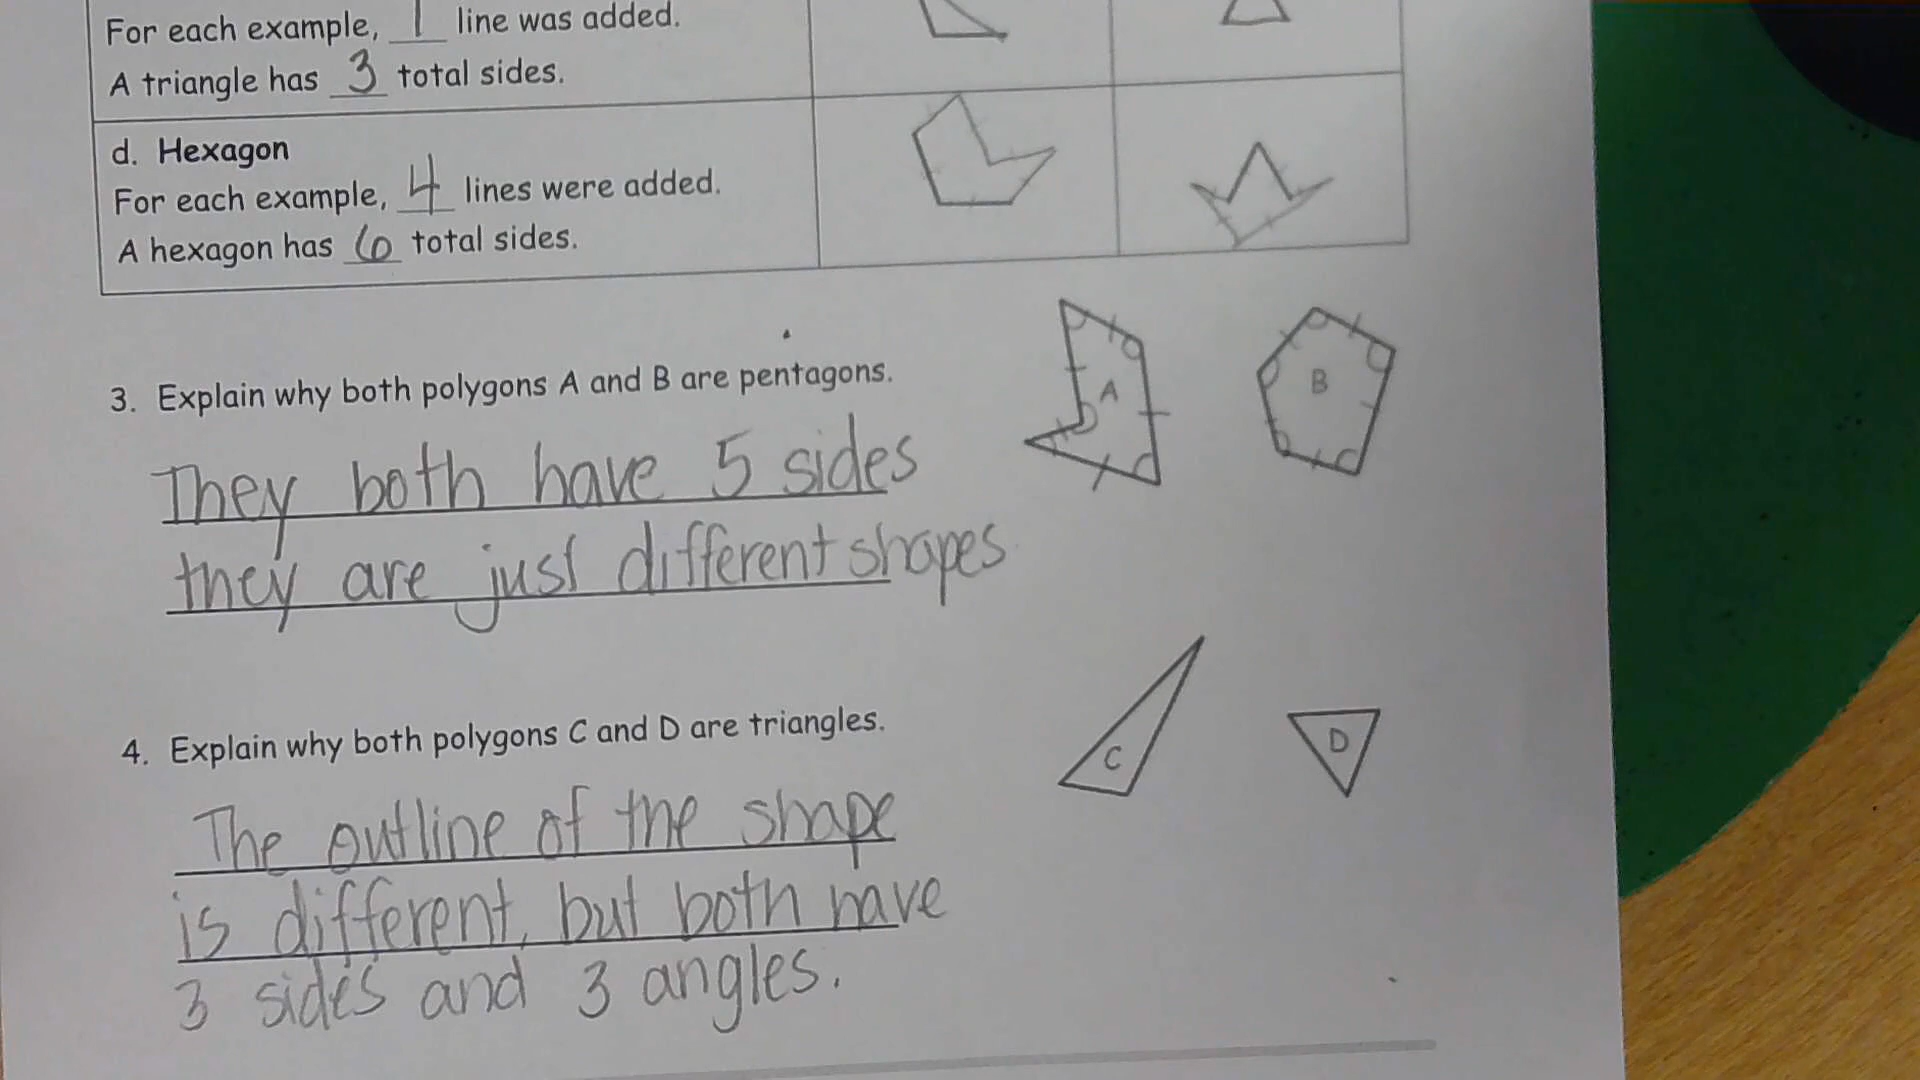 For each example, 1 line was added.
A triangle has 3 total sides.
d. Hexagon
For each example, 4 lines were added.
A hexagon has 6 total sides.
3. Explain why both polygons A and B are pentagons.
A
B
They both have 5 sides
they are just different shapes
4. Explain why both polygons C and D are triangles.
C
D
The outline of the shape
is different, but both have
3 sides and 3 angles.